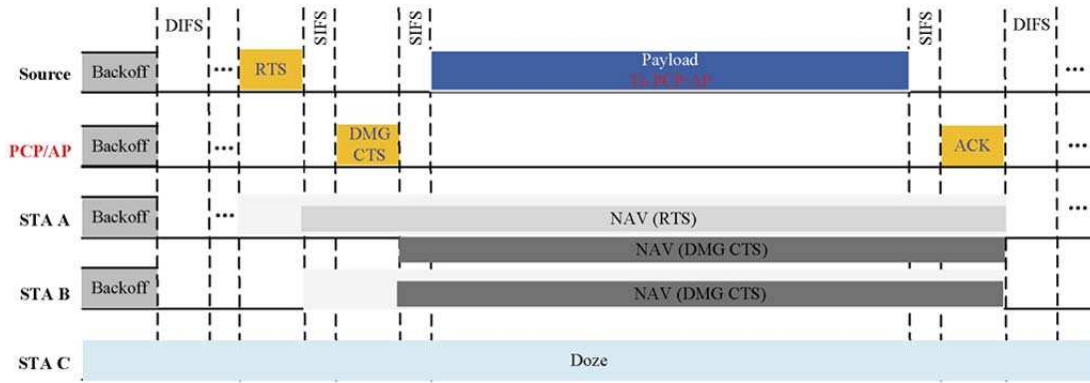 DIFS SIFS SIFS SIFS DIFS
Source Backoff ... RTS Payload ...
To PCP/AP
PCP/AP Backoff ... DMG CTS ACK ...
STA A Backoff ... NAV (RTS) ...
NAV (DMG CTS)
STA B Backoff NAV (DMG CTS)
STA C Doze